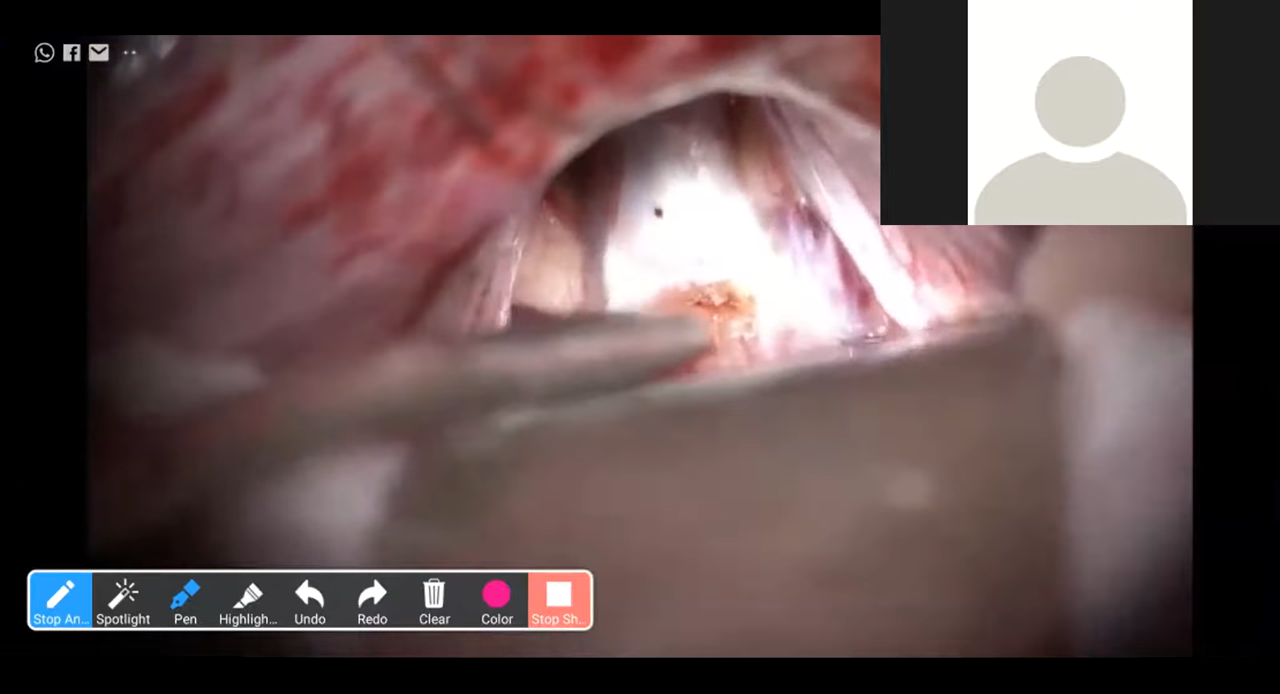 Stop An...
Spotlight
Pen
Highligh...
Undo
Redo
Clear
Color
Stop Sh...